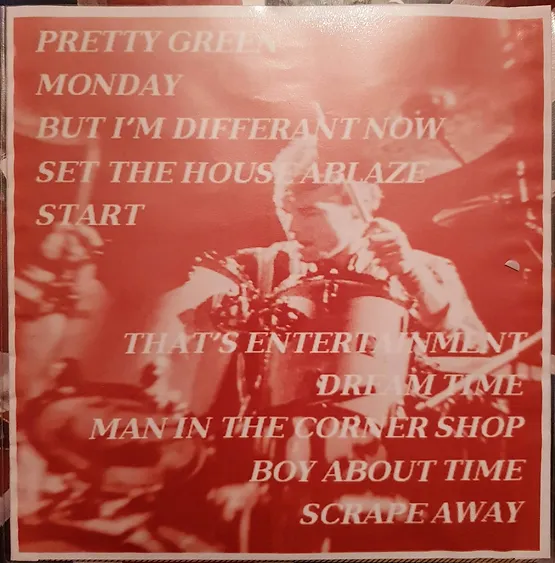 PRETTY GREEN
MONDAY
BUT I'M DIFFERANT NOW
SET THE HOUSE ABLAZE
START
THAT'S ENTERTAINMENT
DREAM TIME
MAN IN THE CORNER SHOP
BOY ABOUT TIME
SCRAPE AWAY